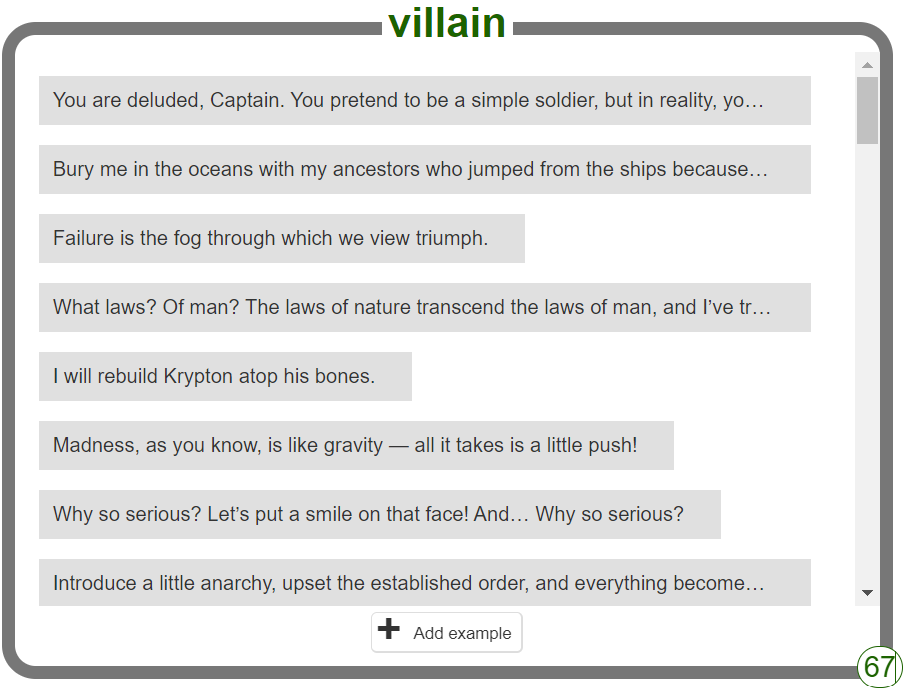 villain
You are deluded, Captain. You pretend to be a simple soldier, but in reality, yo…
Bury me in the oceans with my ancestors who jumped from the ships because…
Failure is the fog through which we view triumph.
What laws? Of man? The laws of nature transcend the laws of man, and I’ve tr…
I will rebuild Krypton atop his bones.
Madness, as you know, is like gravity — all it takes is a little push!
Why so serious? Let’s put a smile on that face! And… Why so serious?
Introduce a little anarchy, upset the established order, and everything become…
Add example
67